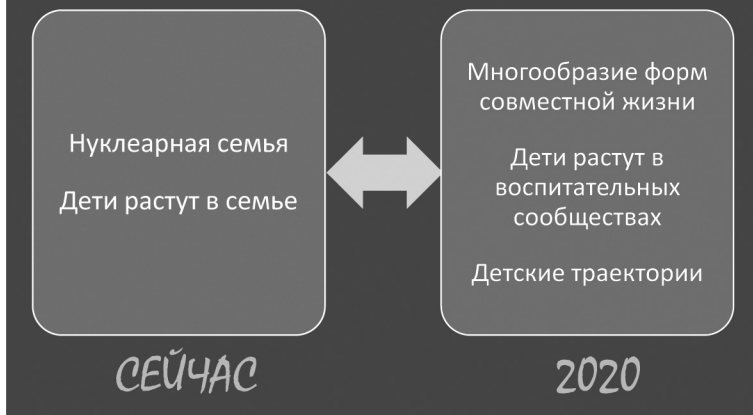 Нуклеарная семья
Дети растут в семье
СЕЙЧАС
Многообразие форм
совместной жизни
Дети растут в
воспитательных
сообществах
Детские траектории
2020